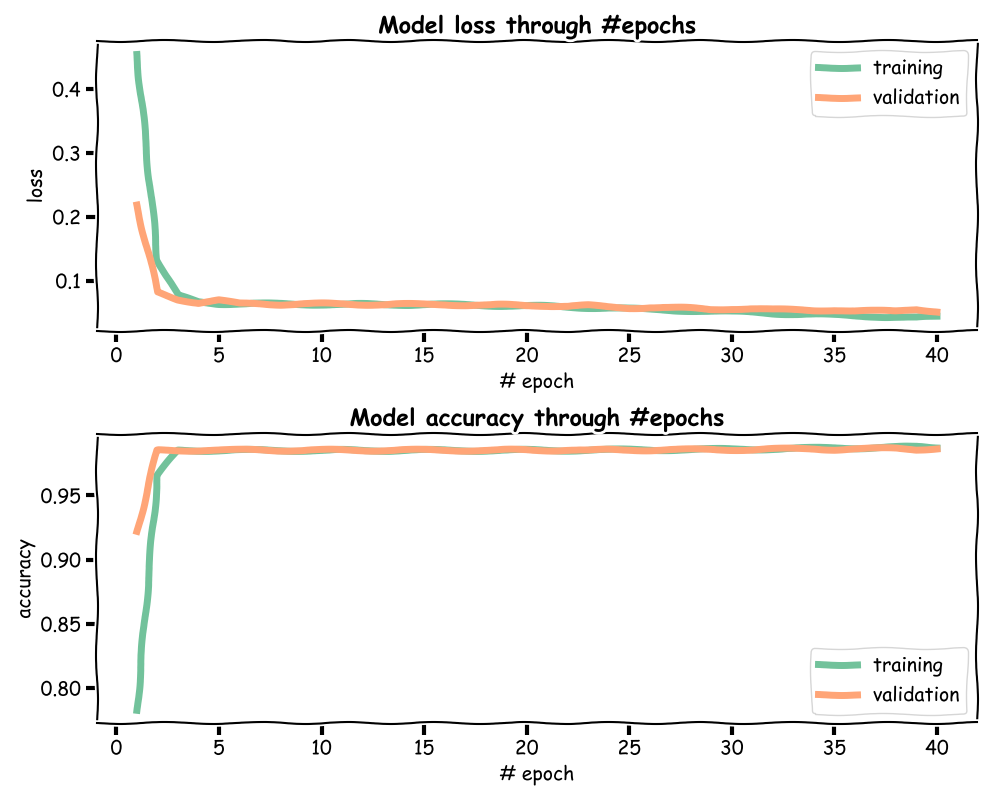 Model loss through #epochs
loss
0.4
0.3
0.2
0.1
training
validation
0 5 10 15 20 25 30 35 40
# epoch
Model accuracy through #epochs
accuracy
0.95
0.90
0.85
0.80
training
validation
0 5 10 15 20 25 30 35 40
# epoch